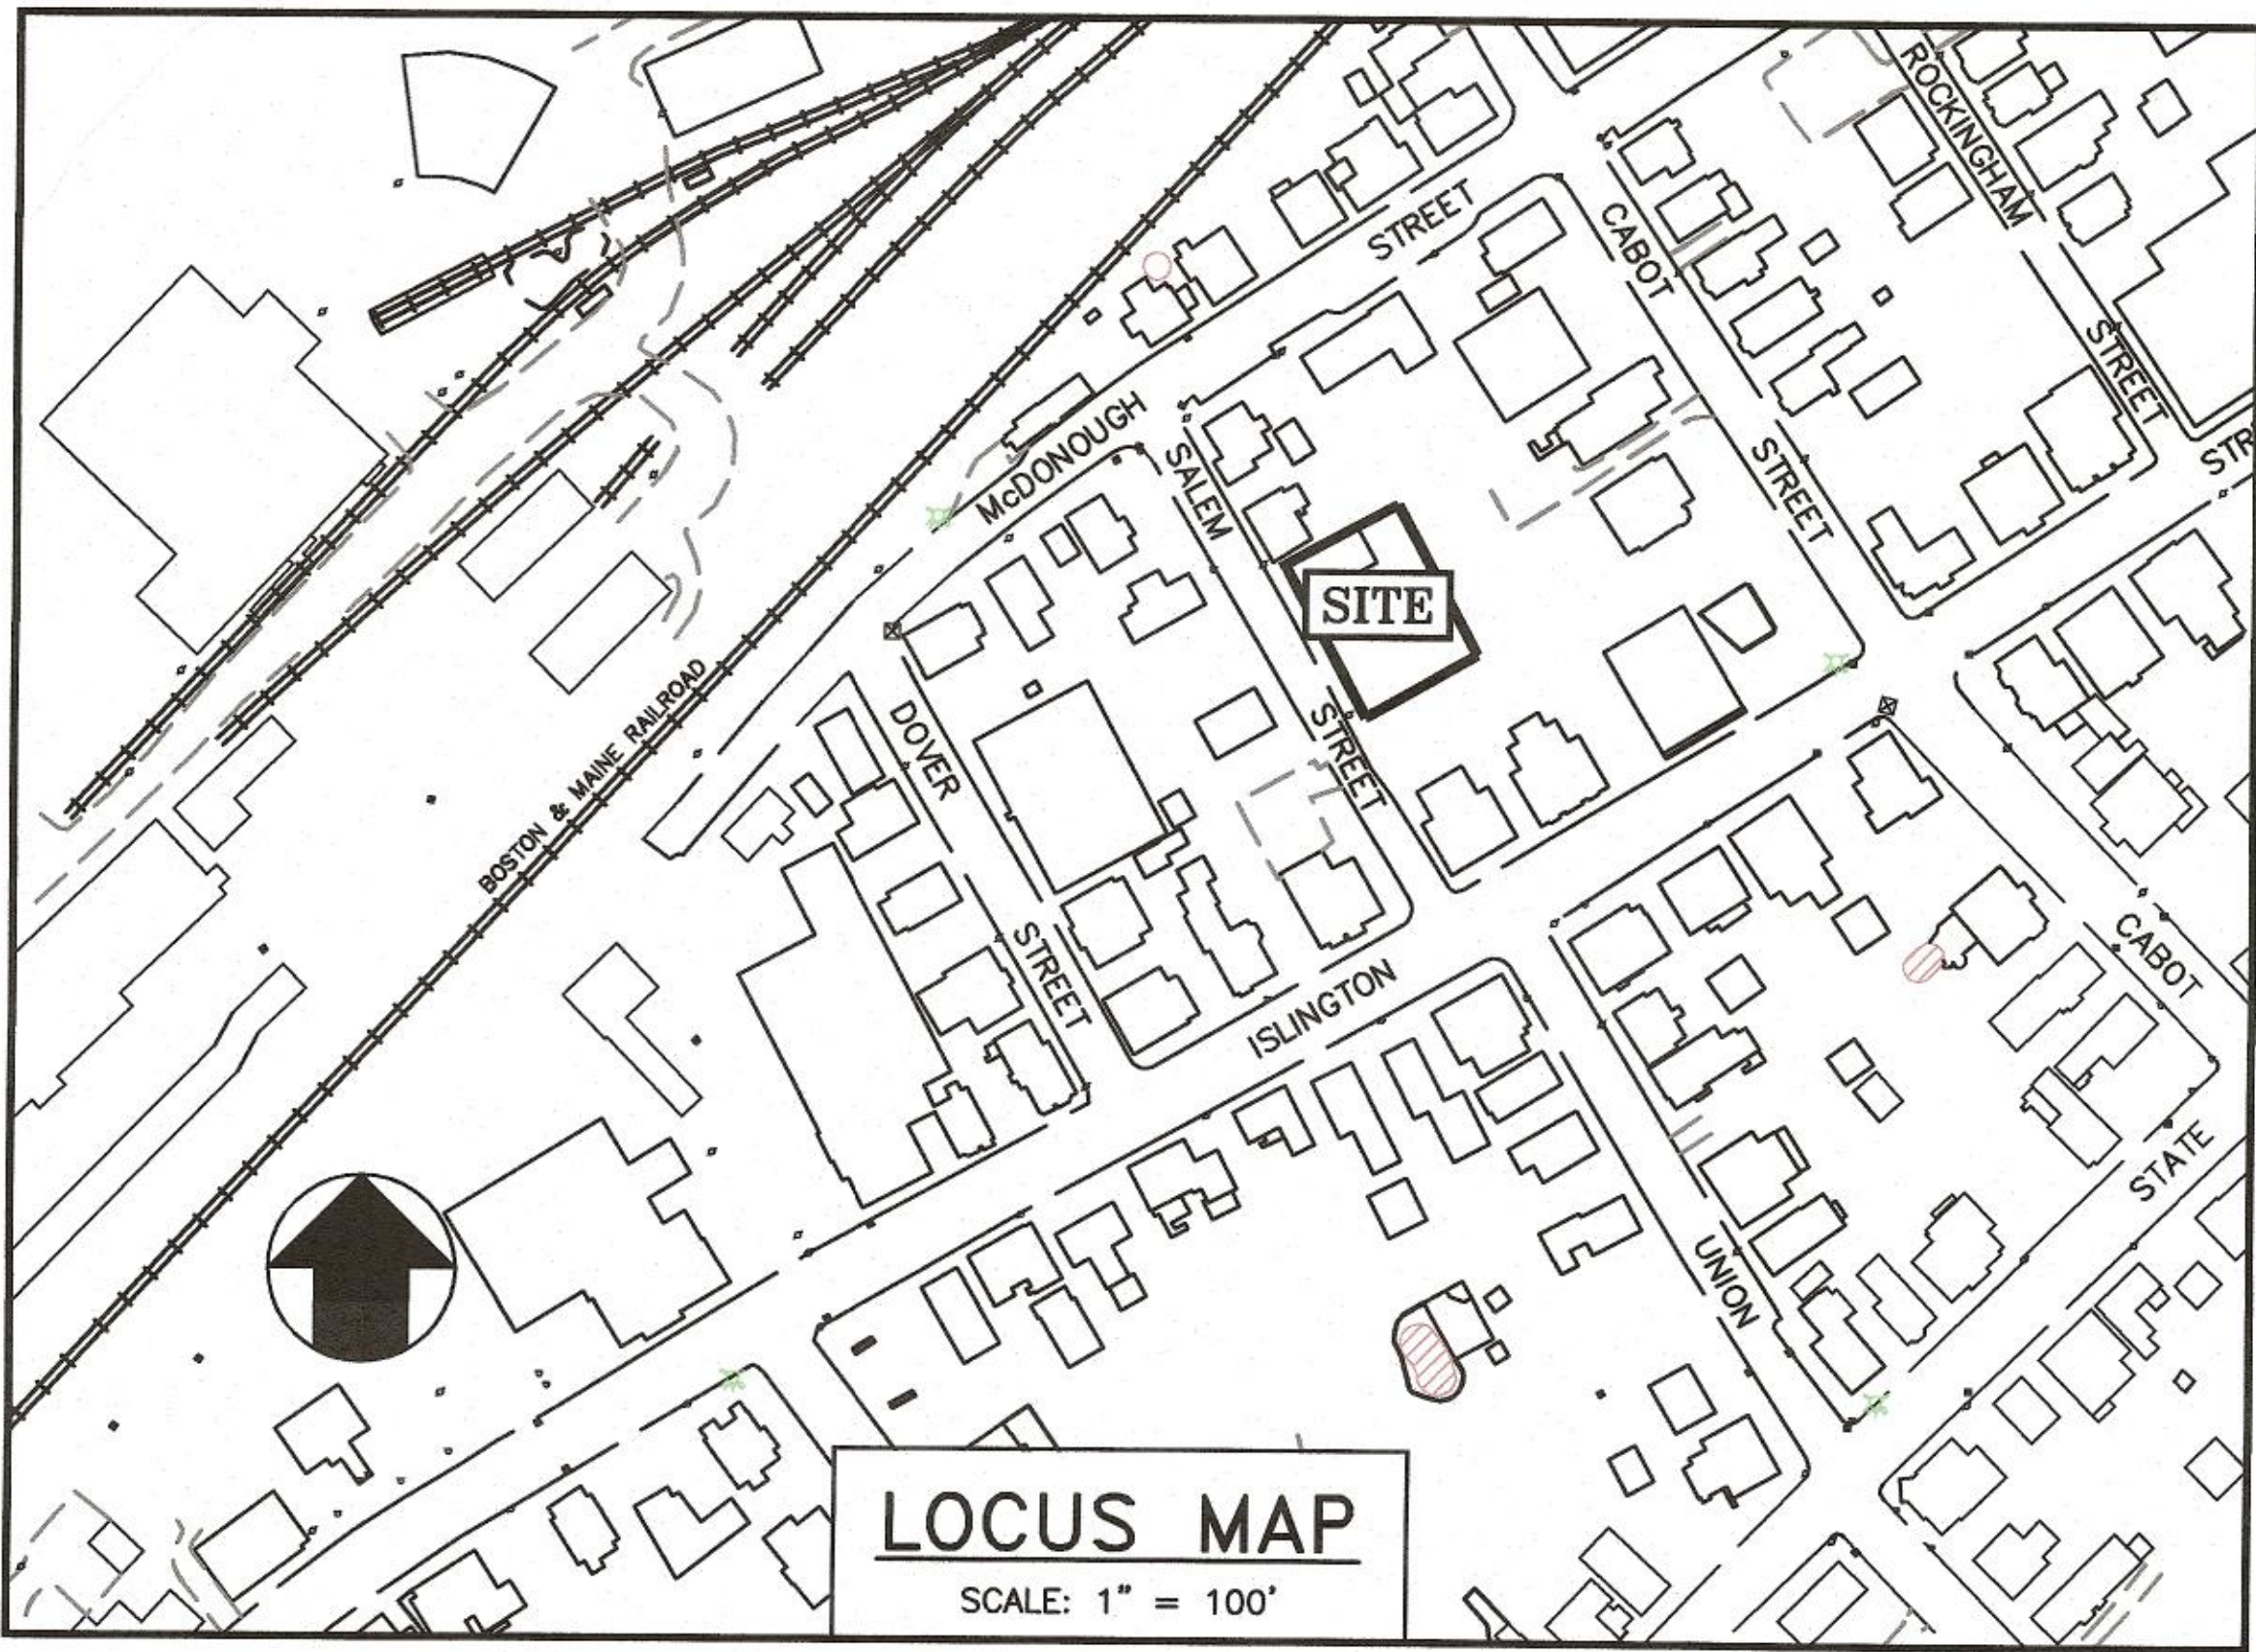 ROCKINGHAM
STREET
STREET
CABOT
STREET
STR
McDONOUGH
SALEM
STREET
SITE
BOSTON & MAINE RAILROAD
DOVER
STREET
ISLINGTON
CABOT
STATE
UNION
LOCUS MAP
SCALE: 1" = 100'